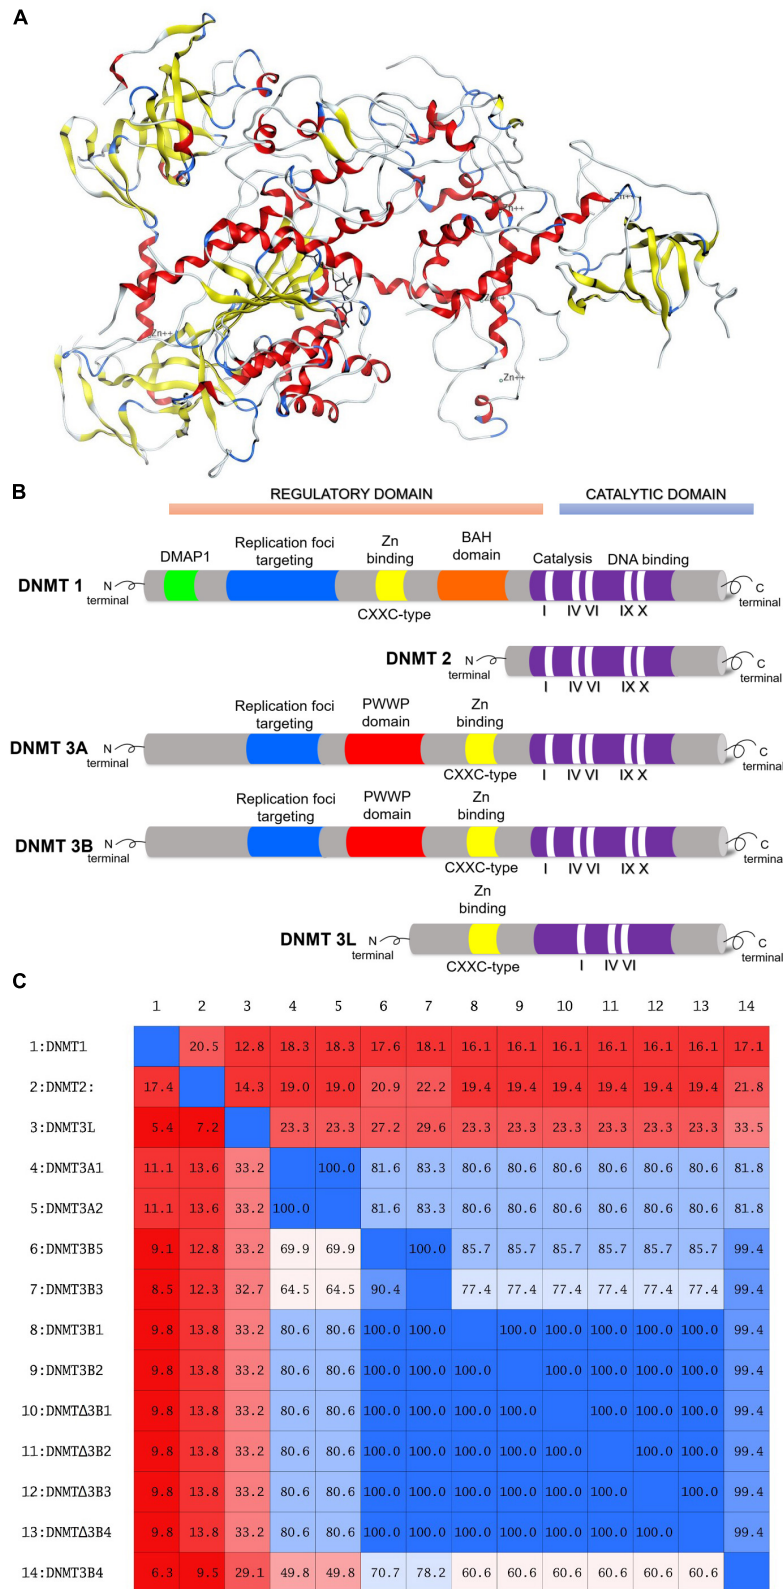 A
Zn++
Zn++
Zn++
Zn++
Zn++
B
REGULATORY DOMAIN CATALYTIC DOMAIN
DMAP1
Replication foci
targeting
Zn
binding
BAH
domain
Catalysis DNA binding
DNMT 1
N
terminal
C
terminal
CXXC-type
I IV VI IX X
DNMT 2
N
terminal
C
terminal
I IV VI IX X
Replication foci
targeting
PWWP
domain
Zn
binding
DNMT 3A
N
terminal
C
terminal
CXXC-type
I IV VI IX X
Replication foci
targeting
PWWP
domain
Zn
binding
DNMT 3B
N
terminal
C
terminal
CXXC-type
I IV VI IX X
Zn
binding
DNMT 3L
N
terminal
C
terminal
CXXC-type
I IV VI
C
1 2 3 4 5 6 7 8 9 10 11 12 13 14
1:DNMT1 20.5 12.8 18.3 18.3 17.6 18.1 16.1 16.1 16.1 16.1 16.1 16.1 17.1
2:DNMT2: 17.4 14.3 19.0 19.0 20.9 22.2 19.4 19.4 19.4 19.4 19.4 19.4 21.8
3:DNMT3L 5.4 7.2 23.3 23.3 27.2 29.6 23.3 23.3 23.3 23.3 23.3 23.3 33.5
4:DNMT3A1 11.1 13.6 33.2 100.0 81.6 83.3 80.6 80.6 80.6 80.6 80.6 80.6 81.8
5:DNMT3A2 11.1 13.6 33.2 100.0 81.6 83.3 80.6 80.6 80.6 80.6 80.6 80.6 81.8
6:DNMT3B5 9.1 12.8 33.2 69.9 69.9 100.0 85.7 85.7 85.7 85.7 85.7 85.7 99.4
7:DNMT3B3 8.5 12.3 32.7 64.5 64.5 90.4 77.4 77.4 77.4 77.4 77.4 77.4 99.4
8:DNMT3B1 9.8 13.8 33.2 80.6 80.6 100.0 100.0 100.0 100.0 100.0 100.0 100.0 99.4
9:DNMT3B2 9.8 13.8 33.2 80.6 80.6 100.0 100.0 100.0 100.0 100.0 100.0 100.0 99.4
10:DNMTΔ3B1 9.8 13.8 33.2 80.6 80.6 100.0 100.0 100.0 100.0 100.0 100.0 100.0 99.4
11:DNMTΔ3B2 9.8 13.8 33.2 80.6 80.6 100.0 100.0 100.0 100.0 100.0 100.0 100.0 99.4
12:DNMTΔ3B3 9.8 13.8 33.2 80.6 80.6 100.0 100.0 100.0 100.0 100.0 100.0 100.0 99.4
13:DNMTΔ3B4 9.8 13.8 33.2 80.6 80.6 100.0 100.0 100.0 100.0 100.0 100.0 100.0 99.4
14:DNMT3B4 6.3 9.5 29.1 49.8 49.8 70.7 78.2 60.6 60.6 60.6 60.6 60.6 60.6